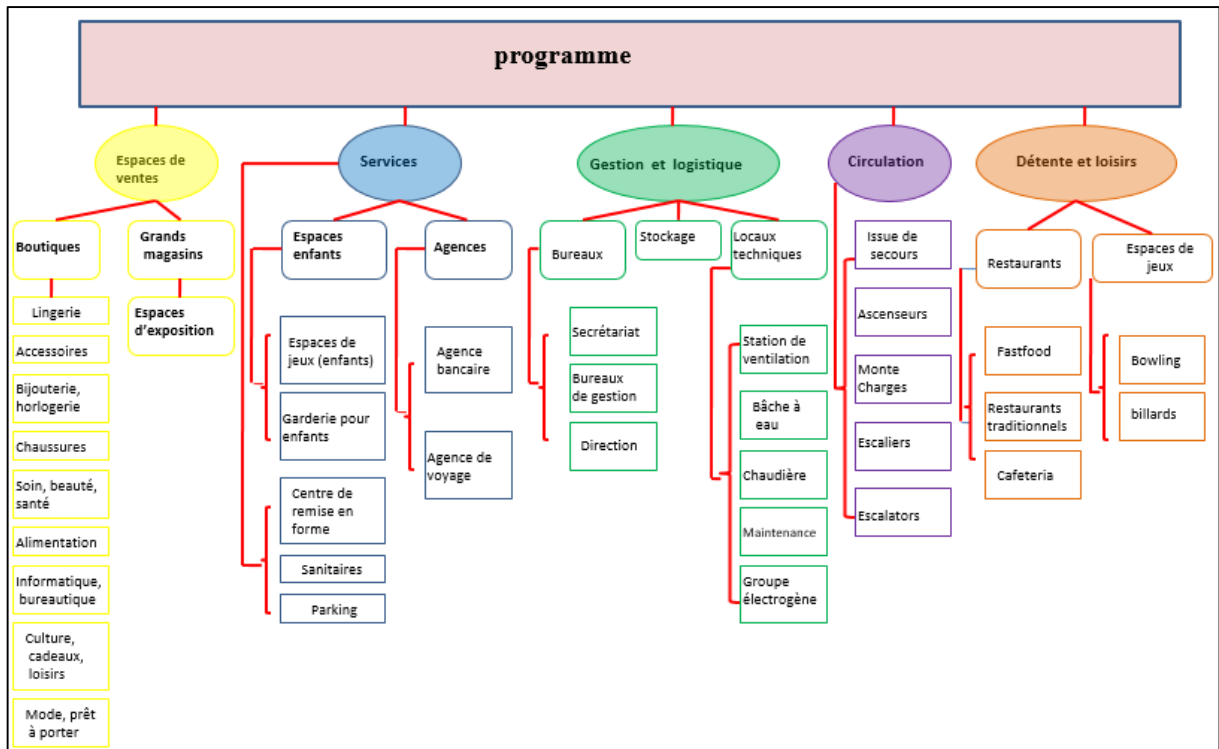 programme
Espaces de
ventes
Services
Gestion et logistique
Circulation
Détente et loisirs
Boutiques
Grands
magasins
Espaces
enfants
Agences
Bureaux
Stockage
Locaux
techniques
Issue de
secours
Restaurants
Espaces de
jeux
Lingerie
Accessoires
Bijouterie,
horlogerie
Chaussures
Soin, beauté,
santé
Alimentation
Informatique,
bureautique
Culture,
cadeaux,
loisirs
Mode, prêt
à porter
Espaces
d’exposition
Espaces de
jeux (enfants)
Garderie pour
enfants
Centre de
remise en
forme
Sanitaires
Parking
Agence
bancaire
Agence de
voyage
Secrétariat
Bureaux
de gestion
Direction
Station de
ventilation
Bâche à
eau
Chaudière
Maintenance
Groupe
électrogène
Ascenseurs
Monte
Charges
Escaliers
Escalators
Fastfood
Restaurants
traditionnels
Cafeteria
Bowling
billards